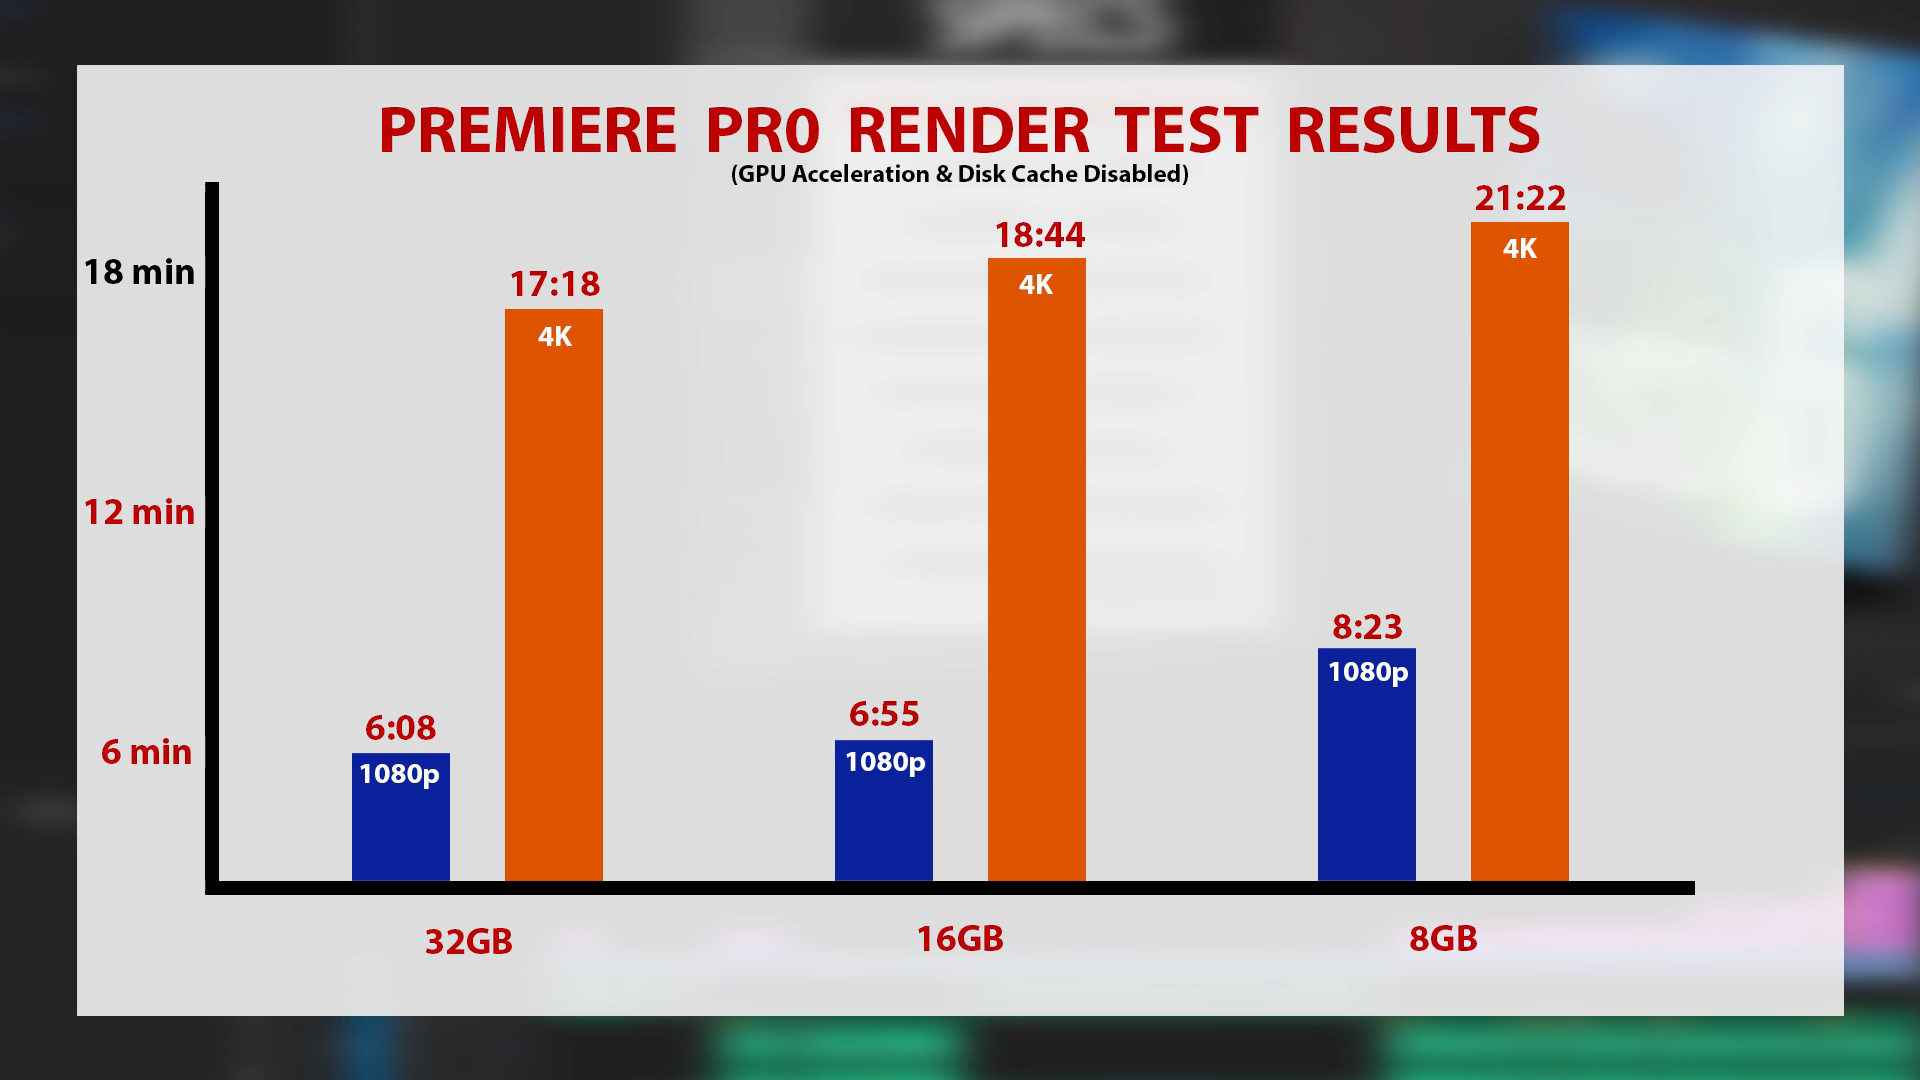 PREMIERE PR0 RENDER TEST RESULTS
(GPU Acceleration & Disk Cache Disabled)
18 min
12 min
6 min
6:08
1080p
17:18
4K
6:55
1080p
18:44
4K
8:23
1080p
21:22
4K
32GB
16GB
8GB